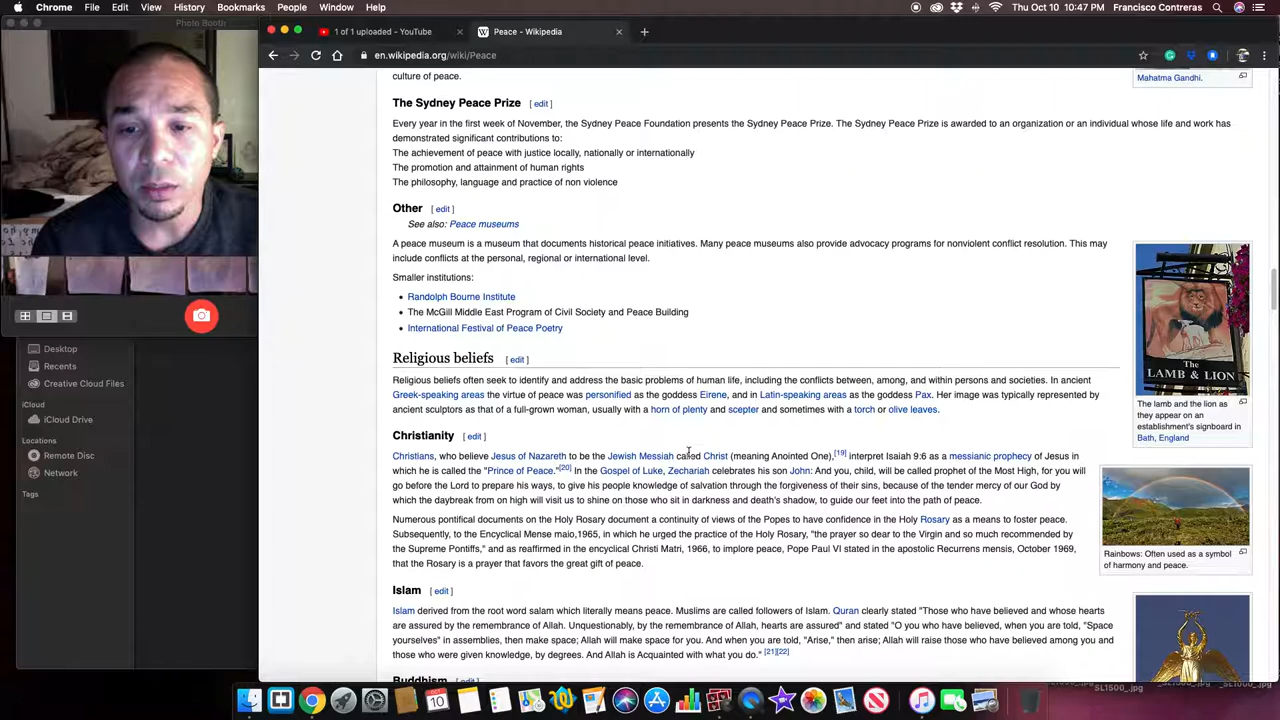 Chrome File Edit View History Bookmarks People Window Help
Thu Oct 10 10:47 PM Francisco Contreras
Photo Booth
1 of 1 uploaded - YouTube
Peace - Wikipedia
en.wikipedia.org/wiki/Peace
culture of peace.
Mahatma Gandhi.
The Sydney Peace Prize [ edit ]
Every year in the first week of November, the Sydney Peace Foundation presents the Sydney Peace Prize. The Sydney Peace Prize is awarded to an organization or an individual whose life and work has
demonstrated significant contributions to:
The achievement of peace with justice locally, nationally or internationally
The promotion and attainment of human rights
The philosophy, language and practice of non violence
Other [ edit ]
See also: Peace museums
A peace museum is a museum that documents historical peace initiatives. Many peace museums also provide advocacy programs for nonviolent conflict resolution. This may
include conflicts at the personal, regional or international level.
Smaller institutions:
• Randolph Bourne Institute
• The McGill Middle East Program of Civil Society and Peace Building
• International Festival of Peace Poetry
Religious beliefs [ edit ]
Religious beliefs often seek to identify and address the basic problems of human life, including the conflicts between, among, and within persons and societies. In ancient
Greek-speaking areas the virtue of peace was personified as the goddess Eirene, and in Latin-speaking areas as the goddess Pax. Her image was typically represented by
ancient sculptors as that of a full-grown woman, usually with a horn of plenty and scepter and sometimes with a torch or olive leaves.
Christianity [ edit ]
Christians, who believe Jesus of Nazareth to be the Jewish Messiah called Christ (meaning Anointed One),[19] interpret Isaiah 9:6 as a messianic prophecy of Jesus in
which he is called the "Prince of Peace."[20] In the Gospel of Luke, Zechariah celebrates his son John: And you, child, will be called prophet of the Most High, for you will
go before the Lord to prepare his ways, to give his people knowledge of salvation through the forgiveness of their sins, because of the tender mercy of our God by
which the daybreak from on high will visit us to shine on those who sit in darkness and death's shadow, to guide our feet into the path of peace.
Numerous pontifical documents on the Holy Rosary document a continuity of views of the Popes to have confidence in the Holy Rosary as a means to foster peace.
Subsequently, to the Encyclical Mense maio,1965, in which he urged the practice of the Holy Rosary, "the prayer so dear to the Virgin and so much recommended
by the Supreme Pontiffs," and as reaffirmed in the encyclical Christi Matri, 1966, to implore peace, Pope Paul VI stated in the apostolic Recurrens mensis, October 1969,
that the Rosary is a prayer that favors the great gift of peace.
Islam [ edit ]
Islam derived from the root word salam which literally means peace. Muslims are called followers of Islam. Quran clearly stated "Those who have believed and whose hearts
are assured by the remembrance of Allah. Unquestionably, by the remembrance of Allah, hearts are assured" and stated "O you who have believed, when you are told, "Space
yourselves" in assemblies, then make space; Allah will make space for you. And when you are told, "Arise," then arise; Allah will raise those who have believed among you and
those who were given knowledge, by degrees. And Allah is Acquainted with what you do." [21][22]
Buddhism [ edit ]
The
LAMB & LION
The lamb and the lion as
they appear on an
establishment's signboard in
Bath, England
Rainbows: Often used as a symbol
of harmony and peace.
Desktop
Recents
Creative Cloud Files
iCloud
iCloud Drive
Locations
Remote Disc
Network
Tags
SL1500_.jpg
SL1000_.jpg
10